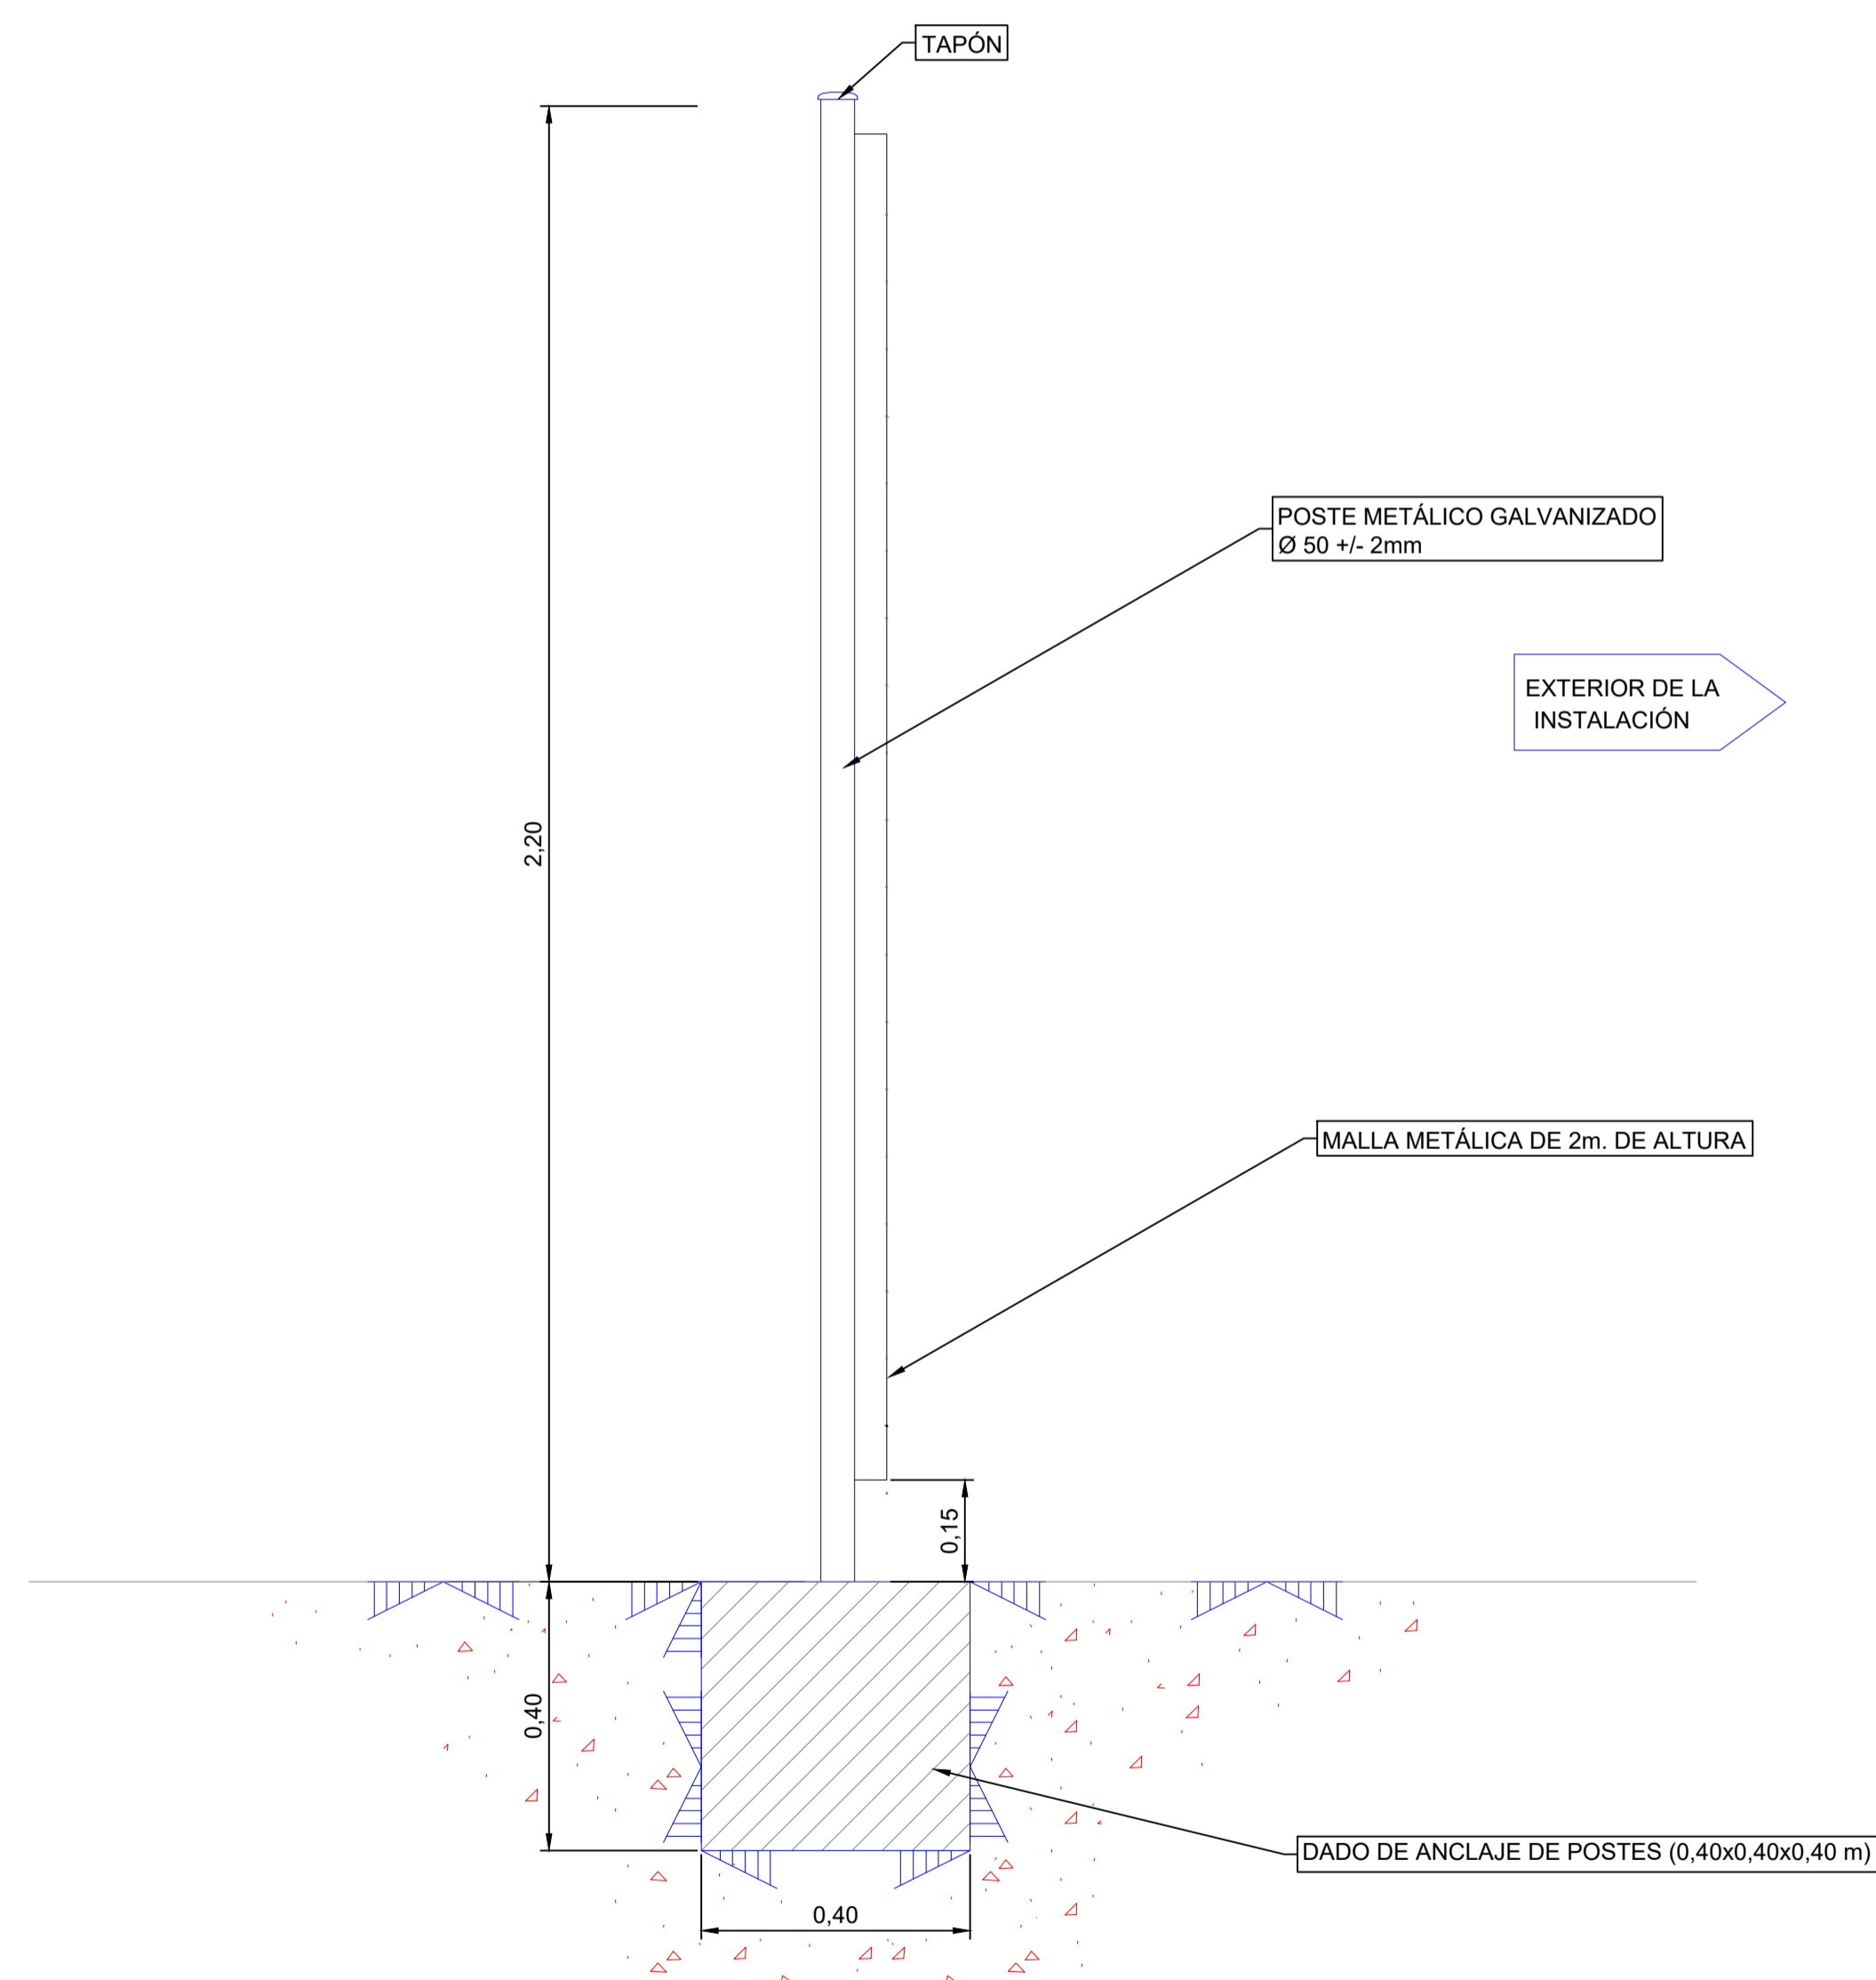 TAPÓN
POSTE METÁLICO GALVANIZADO
Ø 50 +/- 2mm
EXTERIOR DE LA
INSTALACIÓN
2,20
MALLA METÁLICA DE 2m. DE ALTURA
0,15
0,40
DADO DE ANCLAJE DE POSTES (0,40x0,40x0,40 m)
0,40